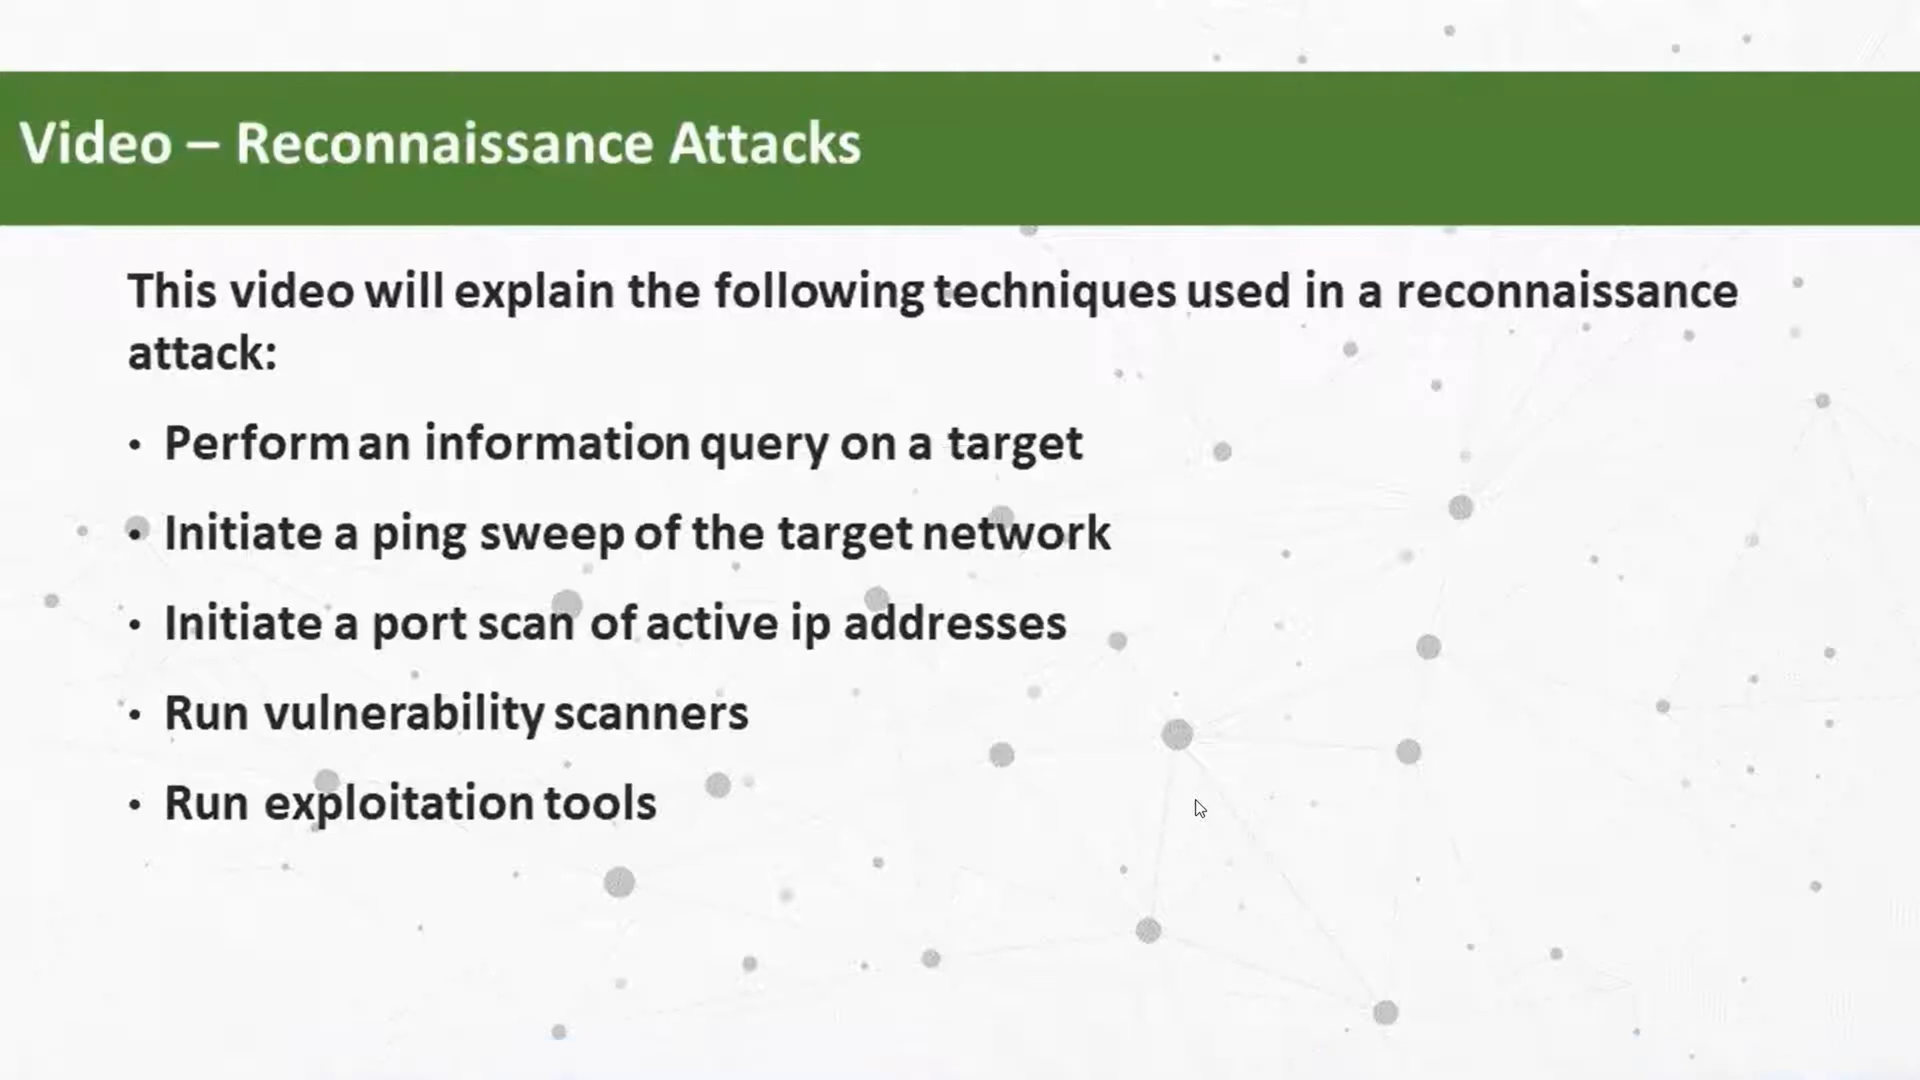 Video – Reconnaissance Attacks
This video will explain the following techniques used in a reconnaissance
attack:
• Perform an information query on a target
• Initiate a ping sweep of the target network
• Initiate a port scan of active ip addresses
• Run vulnerability scanners
• Run exploitation tools